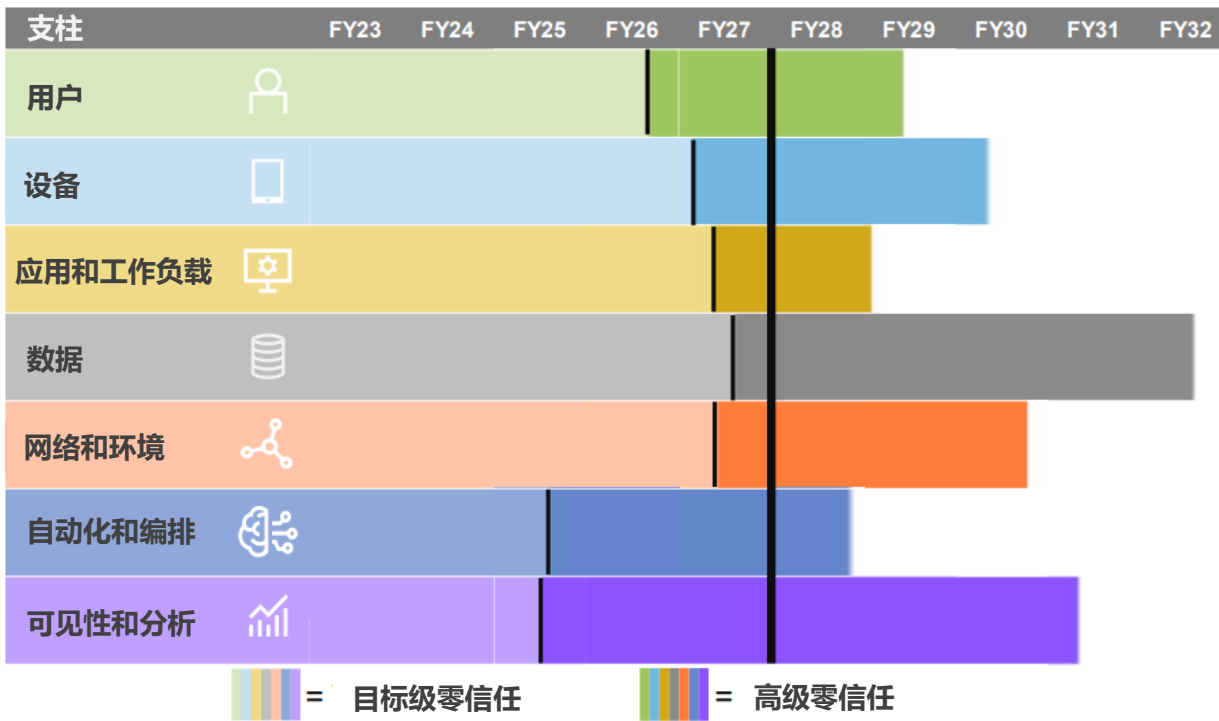 支柱 FY23 FY24 FY25 FY26 FY27 FY28 FY29 FY30 FY31 FY32
用户
设备
应用和工作负载
数据
网络和环境
自动化和编排
可见性和分析
= 目标级零信任 = 高级零信任